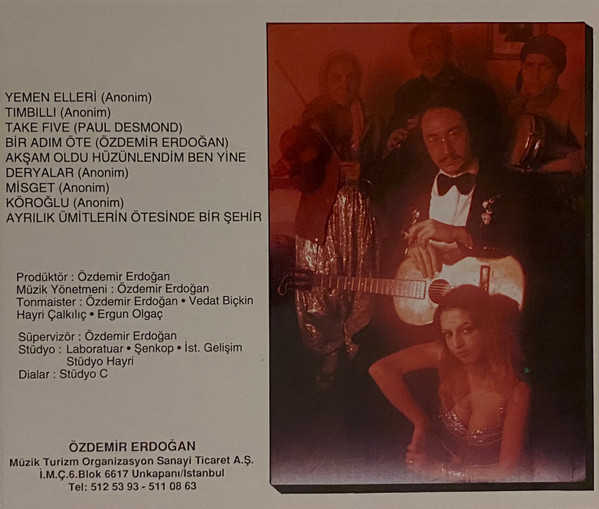 YEMEN ELLERİ (Anonim)
TIMBILLI (Anonim)
TAKE FIVE (PAUL DESMOND)
BİR ADIM ÖTE (ÖZDEMİR ERDOĞAN)
AKŞAM OLDU HÜZÜNLENDİM BEN YİNE
DERYALAR (Anonim)
MİSGET (Anonim)
KÖROĞLU (Anonim)
AYRILIK ÜMİTLERİN ÖTESİNDE BİR ŞEHİR
Prodüktör : Özdemir Erdoğan
Müzik Yönetmeni : Özdemir Erdoğan
Tonmaister : Özdemir Erdoğan • Vedat Biçkin
Hayri Çalkılıç • Ergun Olgaç
Süpervizör : Özdemir Erdoğan
Stüdyo : Laboratuar • Şenkop • İst. Gelişim
Stüdyo Hayri
Dialar : Stüdyo C
ÖZDEMİR ERDOĞAN
Müzik Turizm Organizasyon Sanayi Ticaret A.Ş.
İ.M.Ç.6.Blok 6617 Unkapanı/İstanbul
Tel: 512 53 93 - 511 08 63